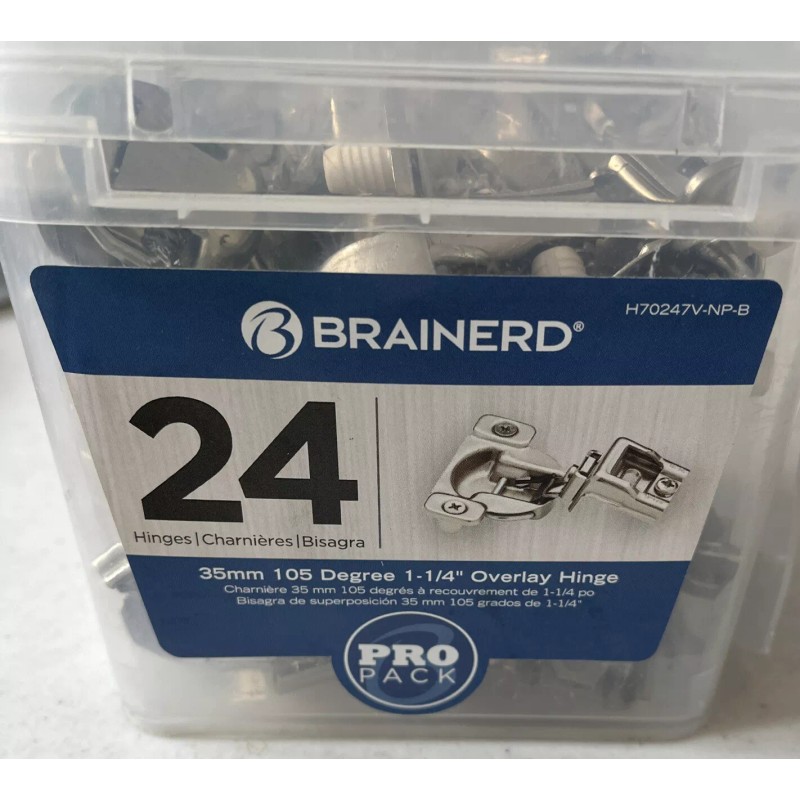 BRAINERD®
H70247V-NP-B
24
Hinges|Charnières|Bisagra
35mm 105 Degree 1-1/4" Overlay Hinge
Charnière 35 mm 105 degrés à recouvrement de 1-1/4 po
Bisagra de superposición 35 mm 105 grados de 1-1/4"
PRO
PACK